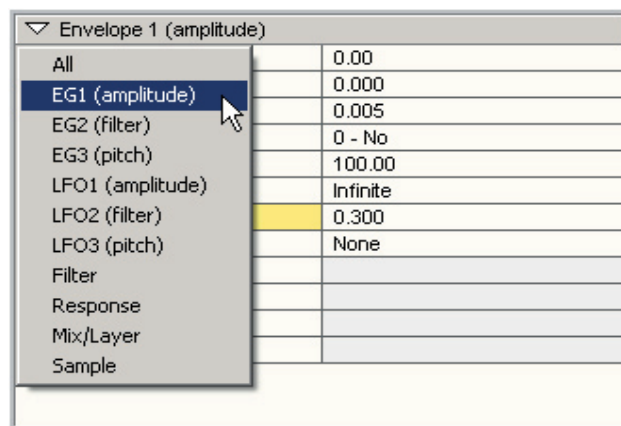 Envelope 1 (amplitude)
All
EG1 (amplitude)
EG2 (filter)
EG3 (pitch)
LFO1 (amplitude)
LFO2 (filter)
LFO3 (pitch)
Filter
Response
Mix/Layer
Sample
0.00
0.000
0.005
0 - No
100.00
Infinite
0.300
None